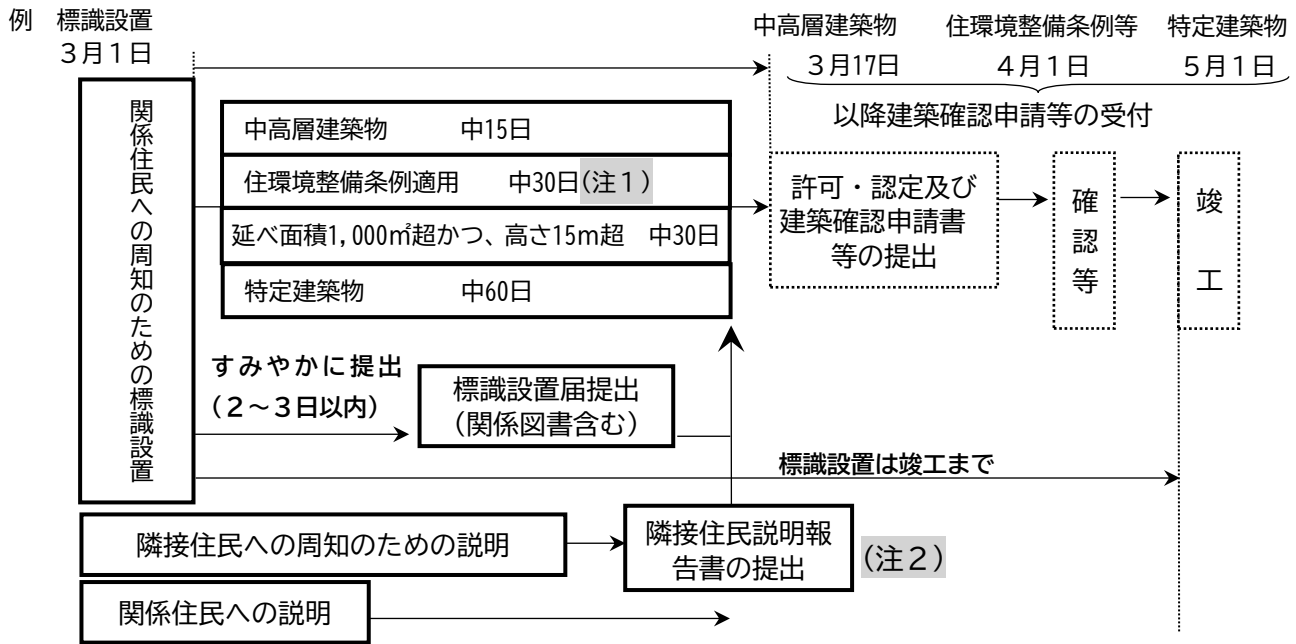 例 標識設置
3月1日
中高層建築物 住環境整備条例等 特定建築物
3月17日 4月1日 5月1日
以降建築確認申請等の受付
関係住民への周知のための標識設置
中高層建築物 中15日
住環境整備条例適用 中30日(注1)
延べ面積1,000㎡超かつ、高さ15m超 中30日
特定建築物 中60日
許可・認定及び
建築確認申請書
等の提出
確認等
竣工
すみやかに提出
(2~3日以内)
標識設置届提出
(関係図書含む)
標識設置は竣工まで
隣接住民への周知のための説明
隣接住民説明報
告書の提出
(注2)
関係住民への説明